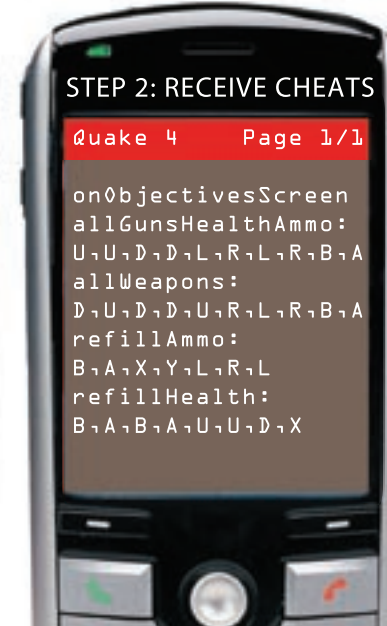 STEP 2: RECEIVE CHEATS
Quake 4 Page 1/1
onObjectivesScreen
allGunsHealthAmmo:
U,U,D,D,L,R,L,R,B,A
allWeapons:
D,U,D,D,U,R,L,R,B,A
refillAmmo:
B,A,X,Y,L,R,L
refillHealth:
B,A,B,A,U,U,D,X